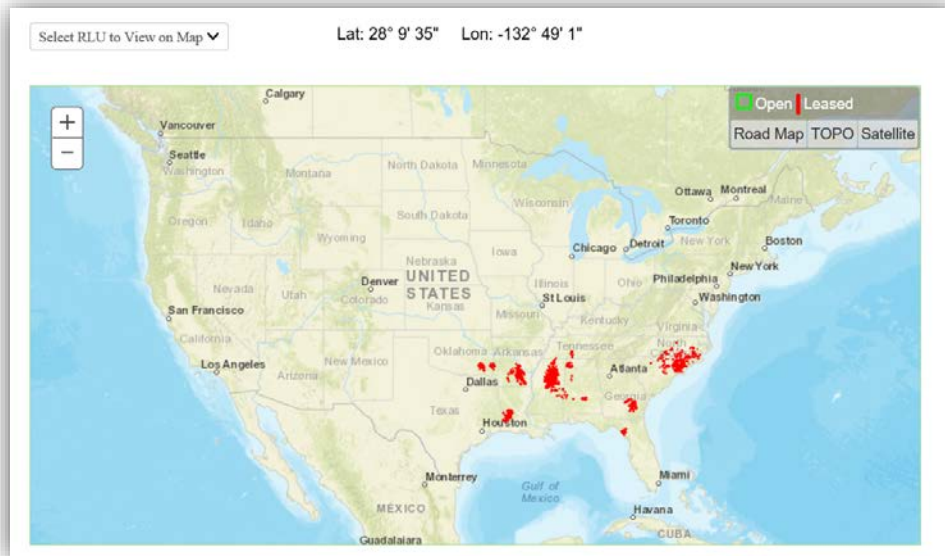 Select RLU to View on Map
Lat: 28° 9' 35" Lon: -132° 49' 1"
+
−
Open Leased
Road Map TOPO Satellite
Calgary
Vancouver
Seattle
Washington
Montana
North Dakota
Minnesota
Ottawa
Montreal
Maine
Oregon
Idaho
Wyoming
South Dakota
Wisconsin
Toronto
Nebraska
Iowa
Chicago
Detroit
New York
Boston
Nevada
Utah
Denver
Colorado
UNITED
STATES
Kansas
Illinois
Ohio
Philadelphia
New York
San Francisco
St Louis
Missouri
Washington
California
Kentucky
Virginia
Los Angeles
Arizona
New Mexico
Oklahoma
Arkansas
Tennessee
North
Dallas
Atlanta
Texas
Georgia
Houston
Monterrey
Gulf of
Mexico
Miami
MÉXICO
Havana
Guadalajara
CUBA